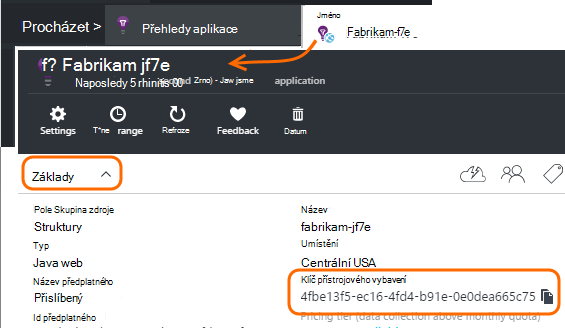 Procházet >
Přehledy aplikace
Jméno
Fabrikam-f7e
f? Fabrikam jf7e
Naposledy 5 rhinitis 60
Zrno) - Jaw jsme
application
Settings
T*ne range
Refroze
Feedback
Datum
Základy
Pole Skupina zdroje
Struktury
Název
fabrikam-jf7e
Typ
Java web
Umístění
Centrální USA
Název předplatného
Přislíbený
Klíč přístrojového vybavení
4fbe13f5-ec16-4fd4-b91e-0e0dea665c75
Id předplatného
Pricing tier (data collection above monthly quota)